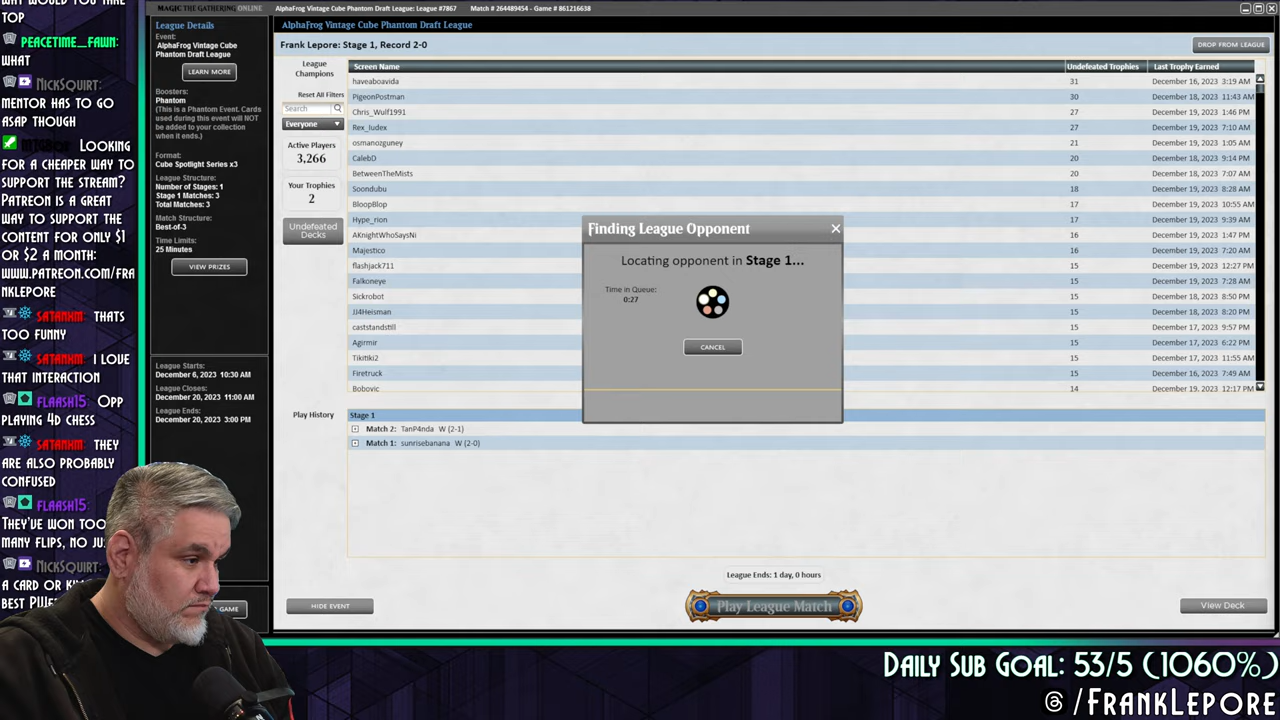 WHY WOULD YOU TAKE
TOP
PEACETIME_FAWN:
WHAT
NICKSQUIRT:
MENTOR HAS TO GO
ASAP THOUGH
LOOKING
FOR A CHEAPER WAY TO
SUPPORT THE STREAM?
PATREON IS A GREAT
WAY TO SUPPORT THE
CONTENT FOR ONLY $1
OR $2 A MONTH:
WWW.PATREON.COM/FRA
NKLEPORE
SATANXM: THATS
TOO FUNNY
SATANXM: I LOVE
THAT INTERACTION
FLAASH15: OPP
PLAYING 4D CHESS
SATANXM: THEY
ARE ALSO PROBABLY
CONFUSED
FLAASH15:
THEY'VE WON TOO
MANY FLIPS, NO JU
NICKSQUIRT:
A CARD OR K
BEST PW
MAGIC THE GATHERING ONLINE
AlphaFrog Vintage Cube Phantom Draft League: League #7867
Match # 264489454 - Game # 861216638
League Details
Event:
AlphaFrog Vintage Cube
Phantom Draft League
LEARN MORE
Boosters:
Phantom
(This is a Phantom Event. Cards
used during this event will NOT
be added to your collection
when it ends.)
Format:
Cube Spotlight Series x3
League Structure:
Number of Stages: 1
Stage 1 Matches: 3
Total Matches: 3
Match Structure:
Best-of-3
Time Limits:
25 Minutes
VIEW PRIZES
League Starts:
December 6, 2023 10:30 AM
League Closes:
December 20, 2023 11:00 AM
League Ends:
December 20, 2023 3:00 PM
GAME
AlphaFrog Vintage Cube Phantom Draft League
Frank Lepore: Stage 1, Record 2-0
DROP FROM LEAGUE
League
Champions
Reset All Filters
Search
Everyone
Active Players
3,266
Your Trophies
2
Undefeated
Decks
Screen Name Undefeated Trophies Last Trophy Earned
haveaboavida 31 December 16, 2023 3:19 AM
PigeonPostman 30 December 18, 2023 11:43 AM
Chris_Wulf1991 27 December 19, 2023 1:46 PM
Rex_Iudex 27 December 19, 2023 7:10 AM
osmanozguney 21 December 19, 2023 1:05 AM
CalebD 20 December 18, 2023 9:14 PM
BetweenTheMists 20 December 18, 2023 7:07 AM
Soondubu 18 December 19, 2023 8:28 AM
BloopBlop 17 December 19, 2023 10:55 AM
Hype_rion 17 December 19, 2023 9:39 AM
AKnightWhoSaysNi 16 December 19, 2023 1:47 PM
Majestico 16 December 19, 2023 7:20 AM
flashjack711 15 December 19, 2023 12:27 PM
Falkoneye 15 December 19, 2023 7:28 AM
Sickrobot 15 December 18, 2023 8:50 PM
JJ4Heisman 15 December 18, 2023 8:20 PM
caststandstill 15 December 17, 2023 9:57 PM
Agirmir 15 December 17, 2023 6:22 PM
Tikitiki2 15 December 17, 2023 11:55 AM
Firetruck 15 December 16, 2023 7:49 AM
Bobovic 14 December 19, 2023 12:17 PM
Finding League Opponent
Locating opponent in Stage 1...
Time in Queue:
0:27
CANCEL
Play History
Stage 1
Match 2: TanP4nda W (2-1)
Match 1: sunrisebanana W (2-0)
League Ends: 1 day, 0 hours
HIDE EVENT
Play League Match
View Deck
DAILY SUB GOAL: 53/5 (1060%)
@/FRANKLEPORE